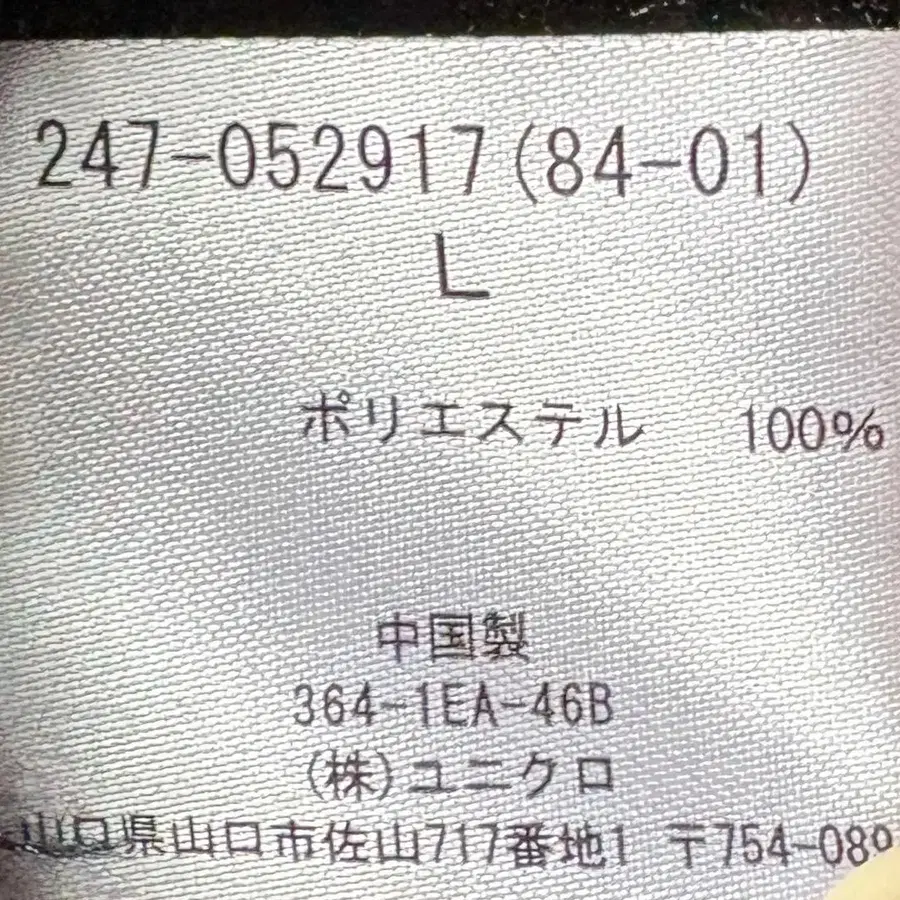 247-052917(84-01)
L
ポリエステル 100%
中国製
364-1EA-46B
(株)ユニクロ
山口県山口市佐山717番地1 〒754-089